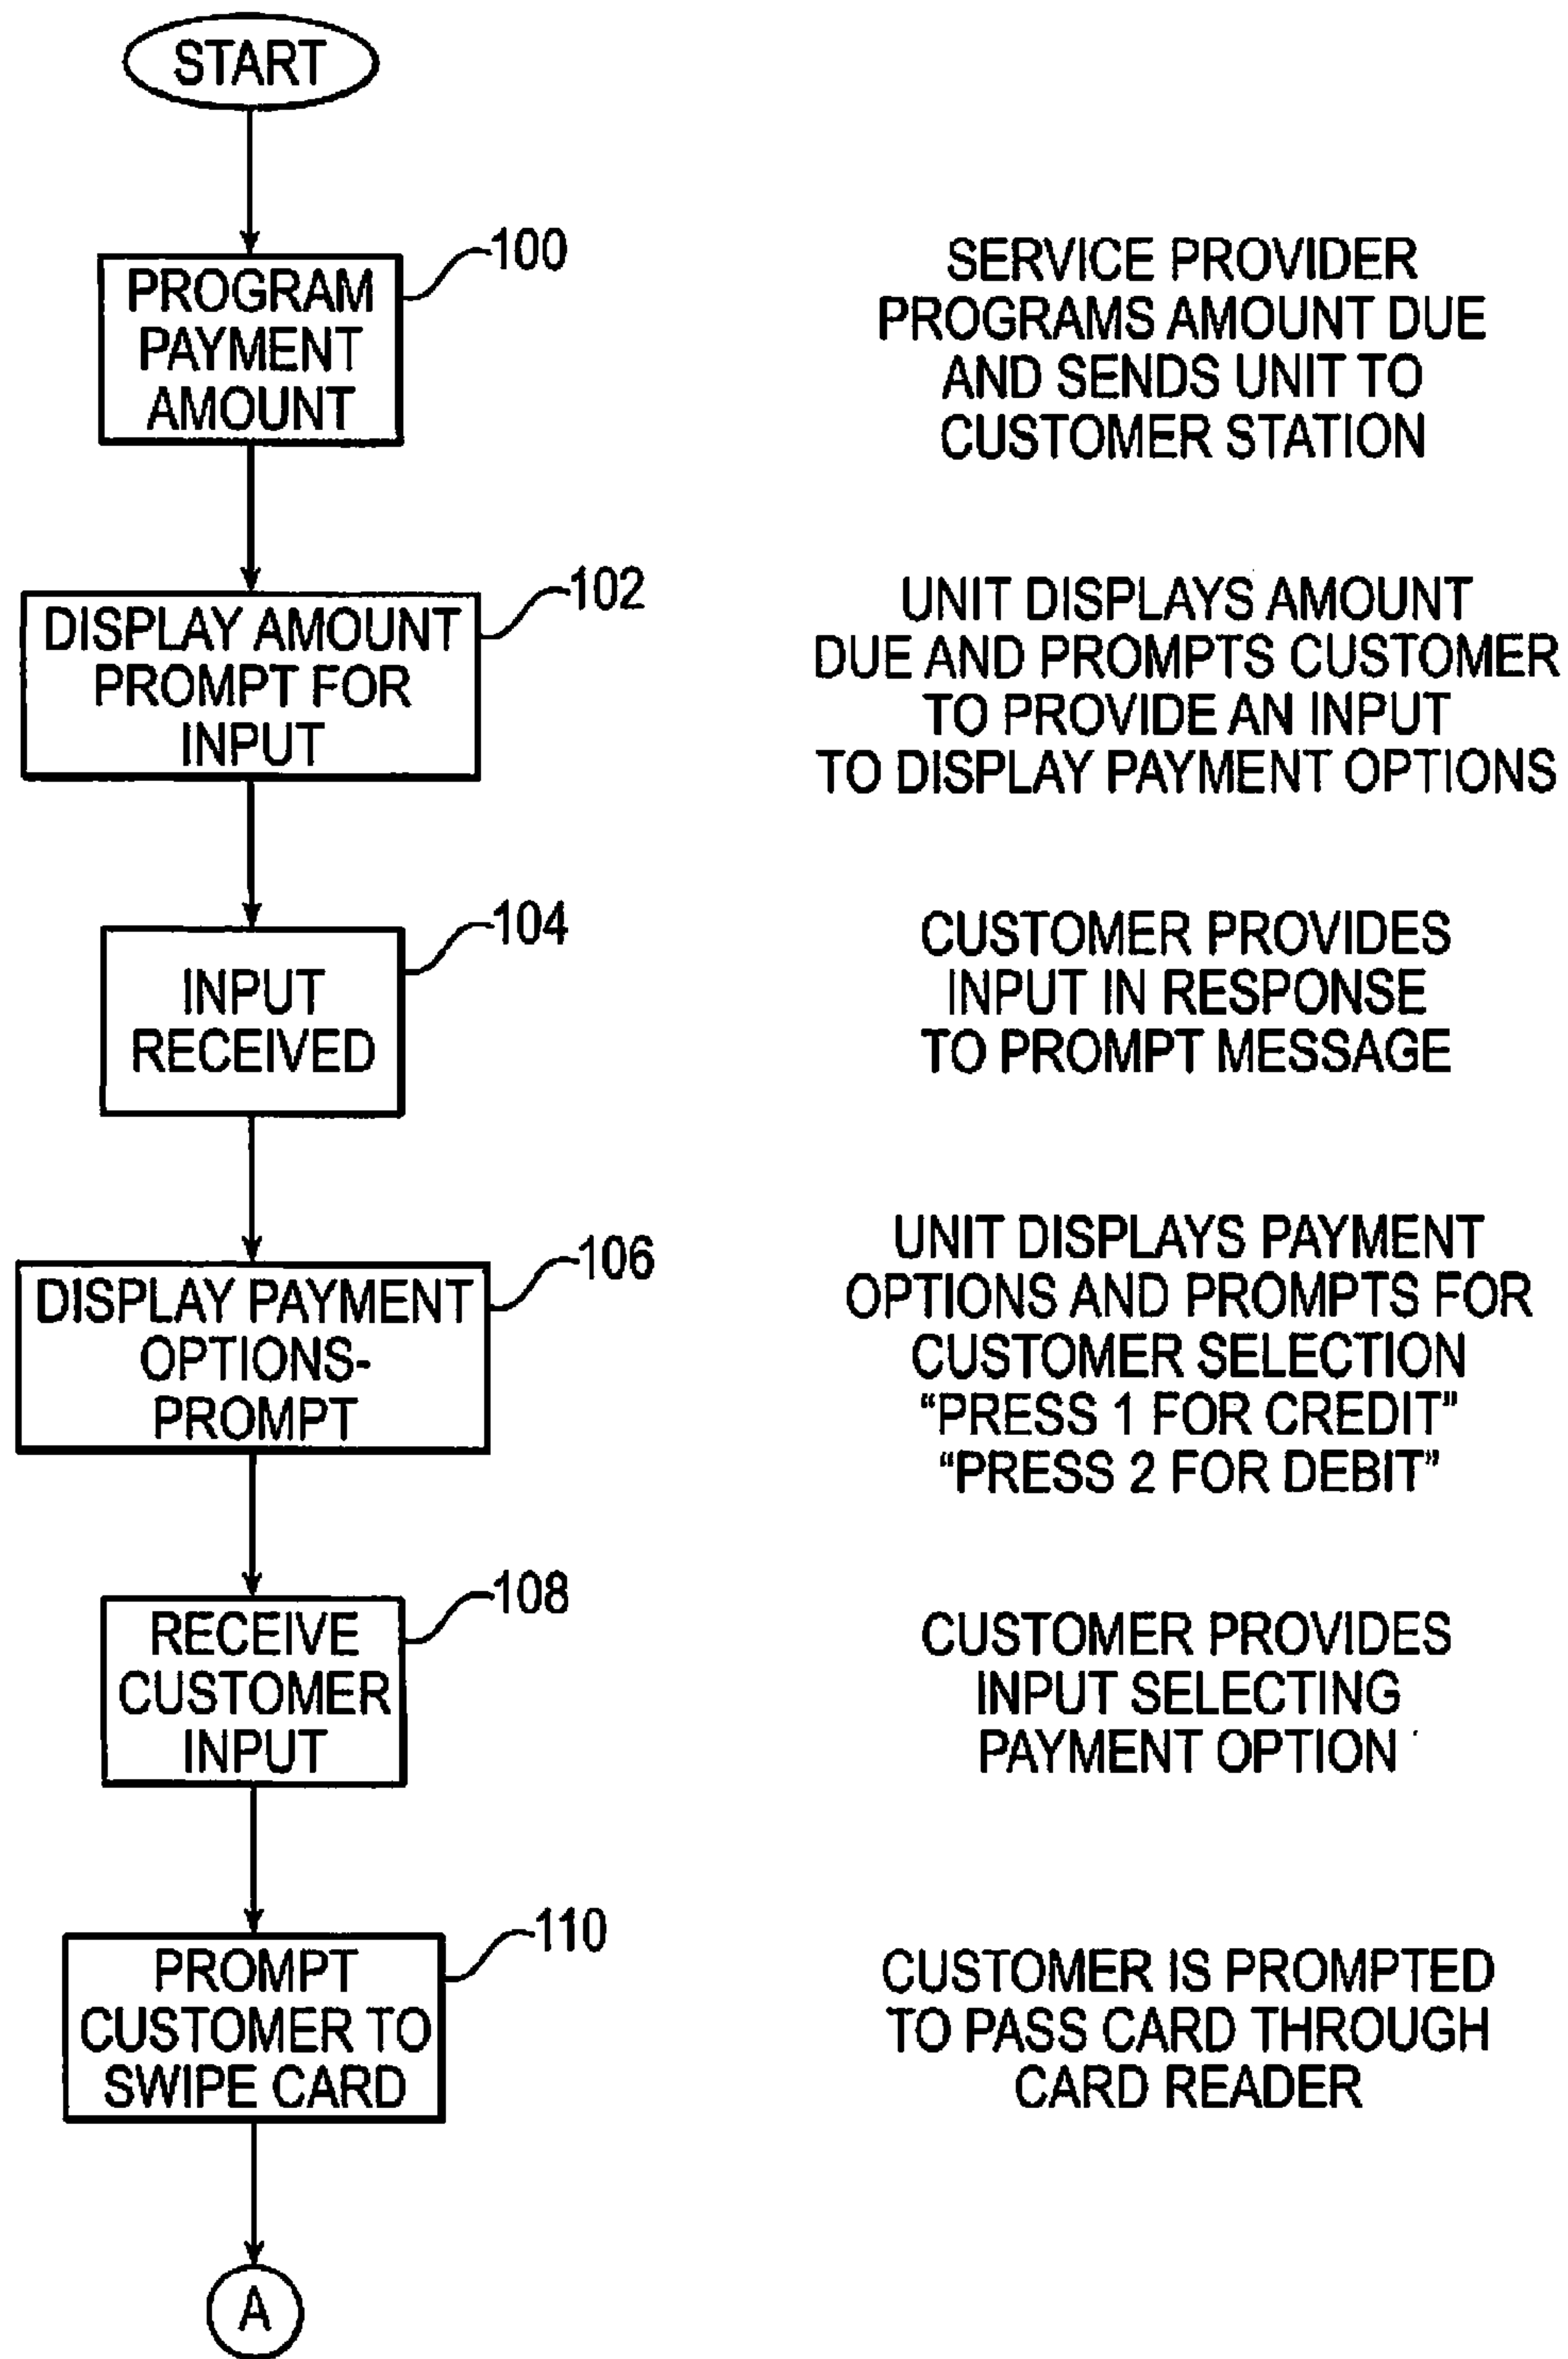 START
100
PROGRAM
PAYMENT
AMOUNT
SERVICE PROVIDER
PROGRAMS AMOUNT DUE
AND SENDS UNIT TO
CUSTOMER STATION
102
DISPLAY AMOUNT
PROMPT FOR
INPUT
UNIT DISPLAYS AMOUNT
DUE AND PROMPTS CUSTOMER
TO PROVIDE AN INPUT
TO DISPLAY PAYMENT OPTIONS
104
INPUT
RECEIVED
CUSTOMER PROVIDES
INPUT IN RESPONSE
TO PROMPT MESSAGE
106
DISPLAY PAYMENT
OPTIONS-
PROMPT
UNIT DISPLAYS PAYMENT
OPTIONS AND PROMPTS FOR
CUSTOMER SELECTION
“PRESS 1 FOR CREDIT”
“PRESS 2 FOR DEBIT”
108
RECEIVE
CUSTOMER
INPUT
CUSTOMER PROVIDES
INPUT SELECTING
PAYMENT OPTION
110
PROMPT
CUSTOMER TO
SWIPE CARD
CUSTOMER IS PROMPTED
TO PASS CARD THROUGH
CARD READER
A